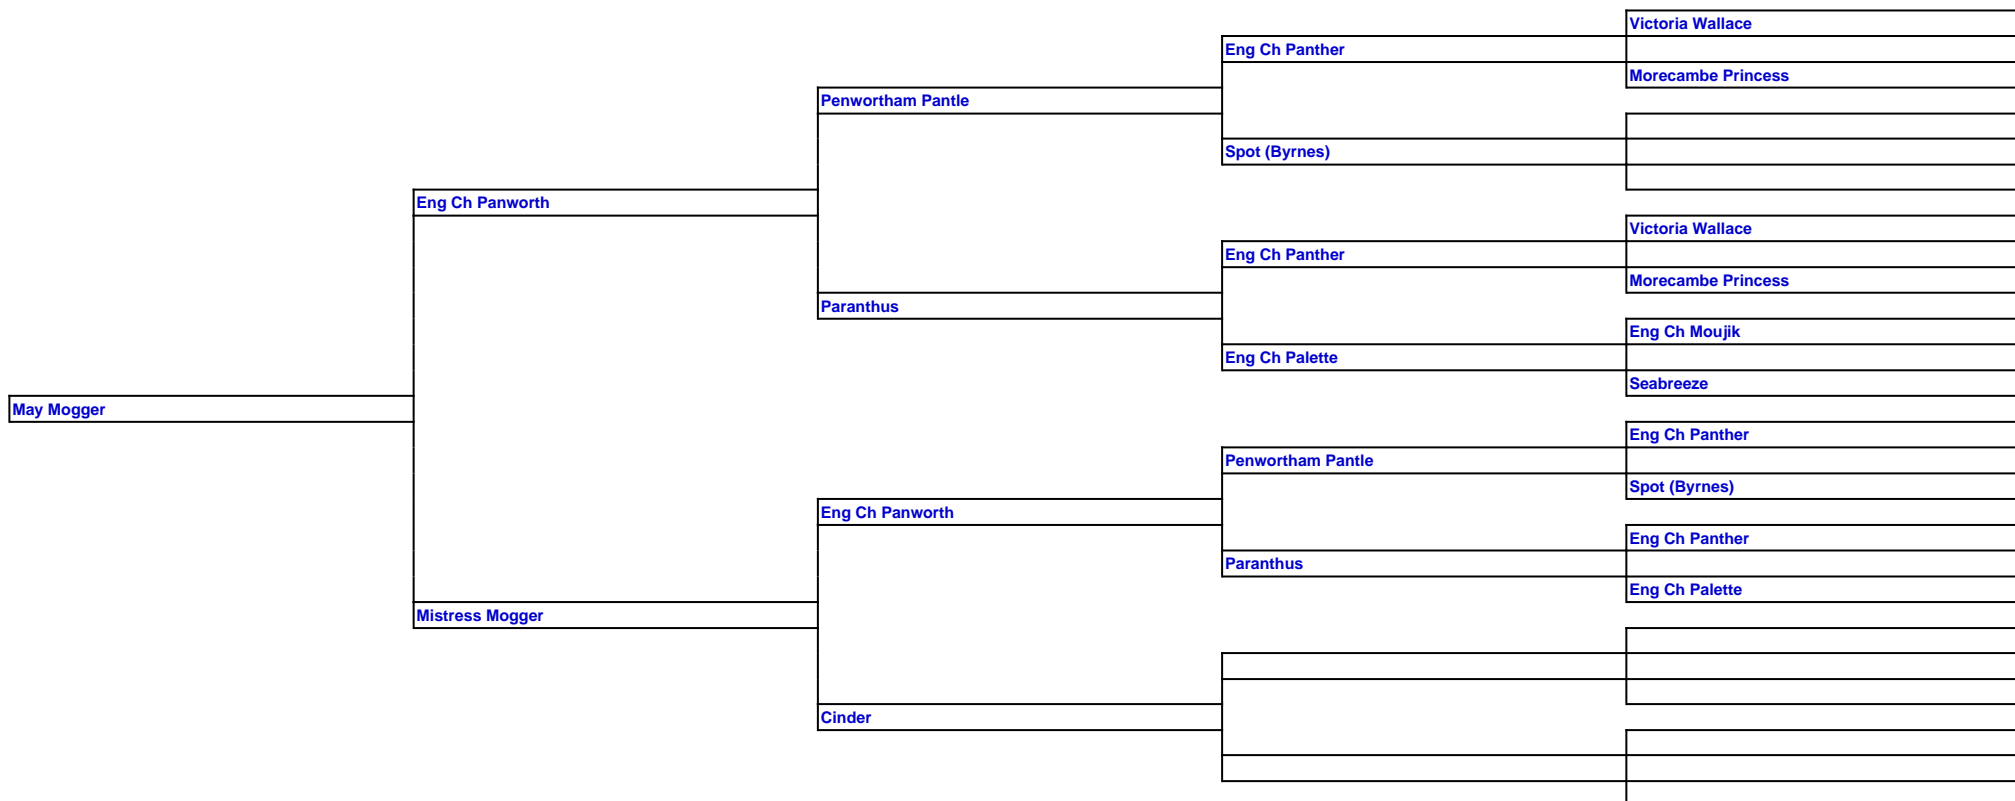 Victoria Wallace
Eng Ch Panther
Morecambe Princess
Penwortham Pantle
Spot (Byrnes)
Eng Ch Panworth
Victoria Wallace
Eng Ch Panther
Morecambe Princess
Paranthus
Eng Ch Moujik
Eng Ch Palette
Seabreeze
May Mogger
Eng Ch Panther
Penwortham Pantle
Spot (Byrnes)
Eng Ch Panworth
Eng Ch Panther
Paranthus
Eng Ch Palette
Mistress Mogger
Cinder